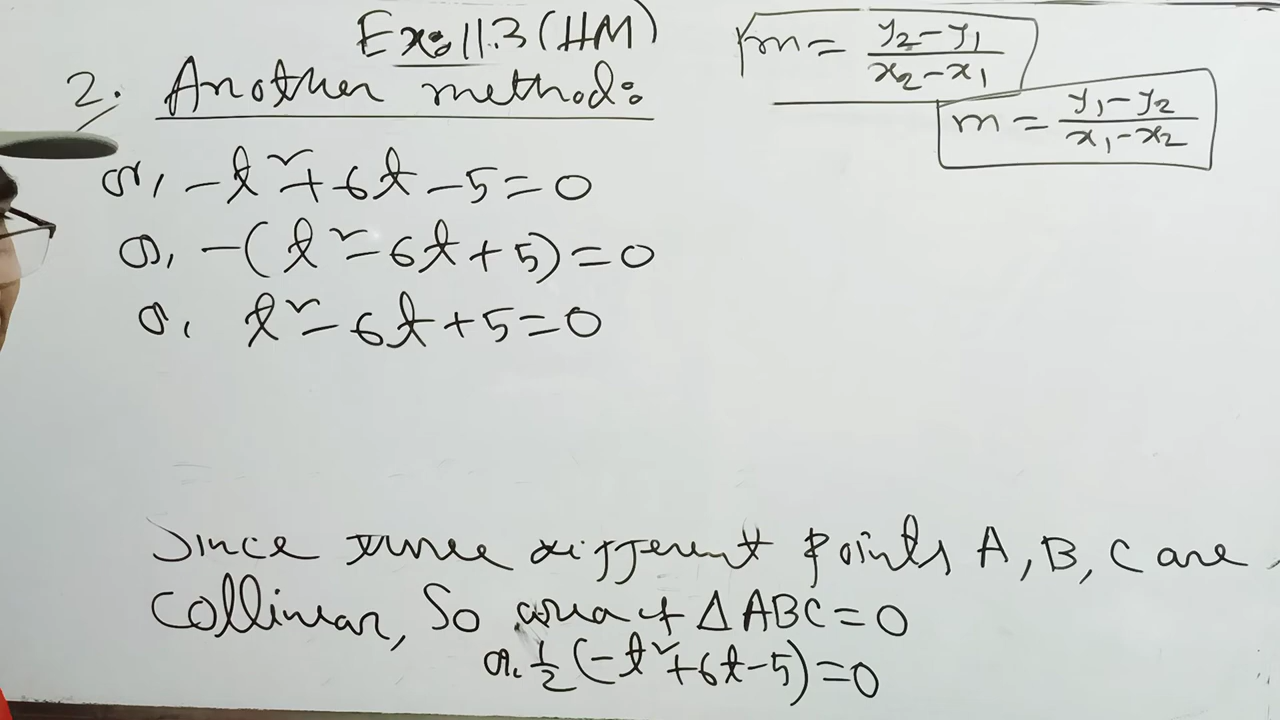 Ex: 11.3 (HM)
2. Another method:
m = y₂-y₁/x₂-x₁
m = y₁-y₂/x₁-x₂
or, -t²+6t-5=0
or, -(t²-6t+5)=0
or, t²-6t+5=0
Since three different points A, B, C are
Collinear, So area of ΔABC=0
or, 1/2 (-t²+6t-5)=0